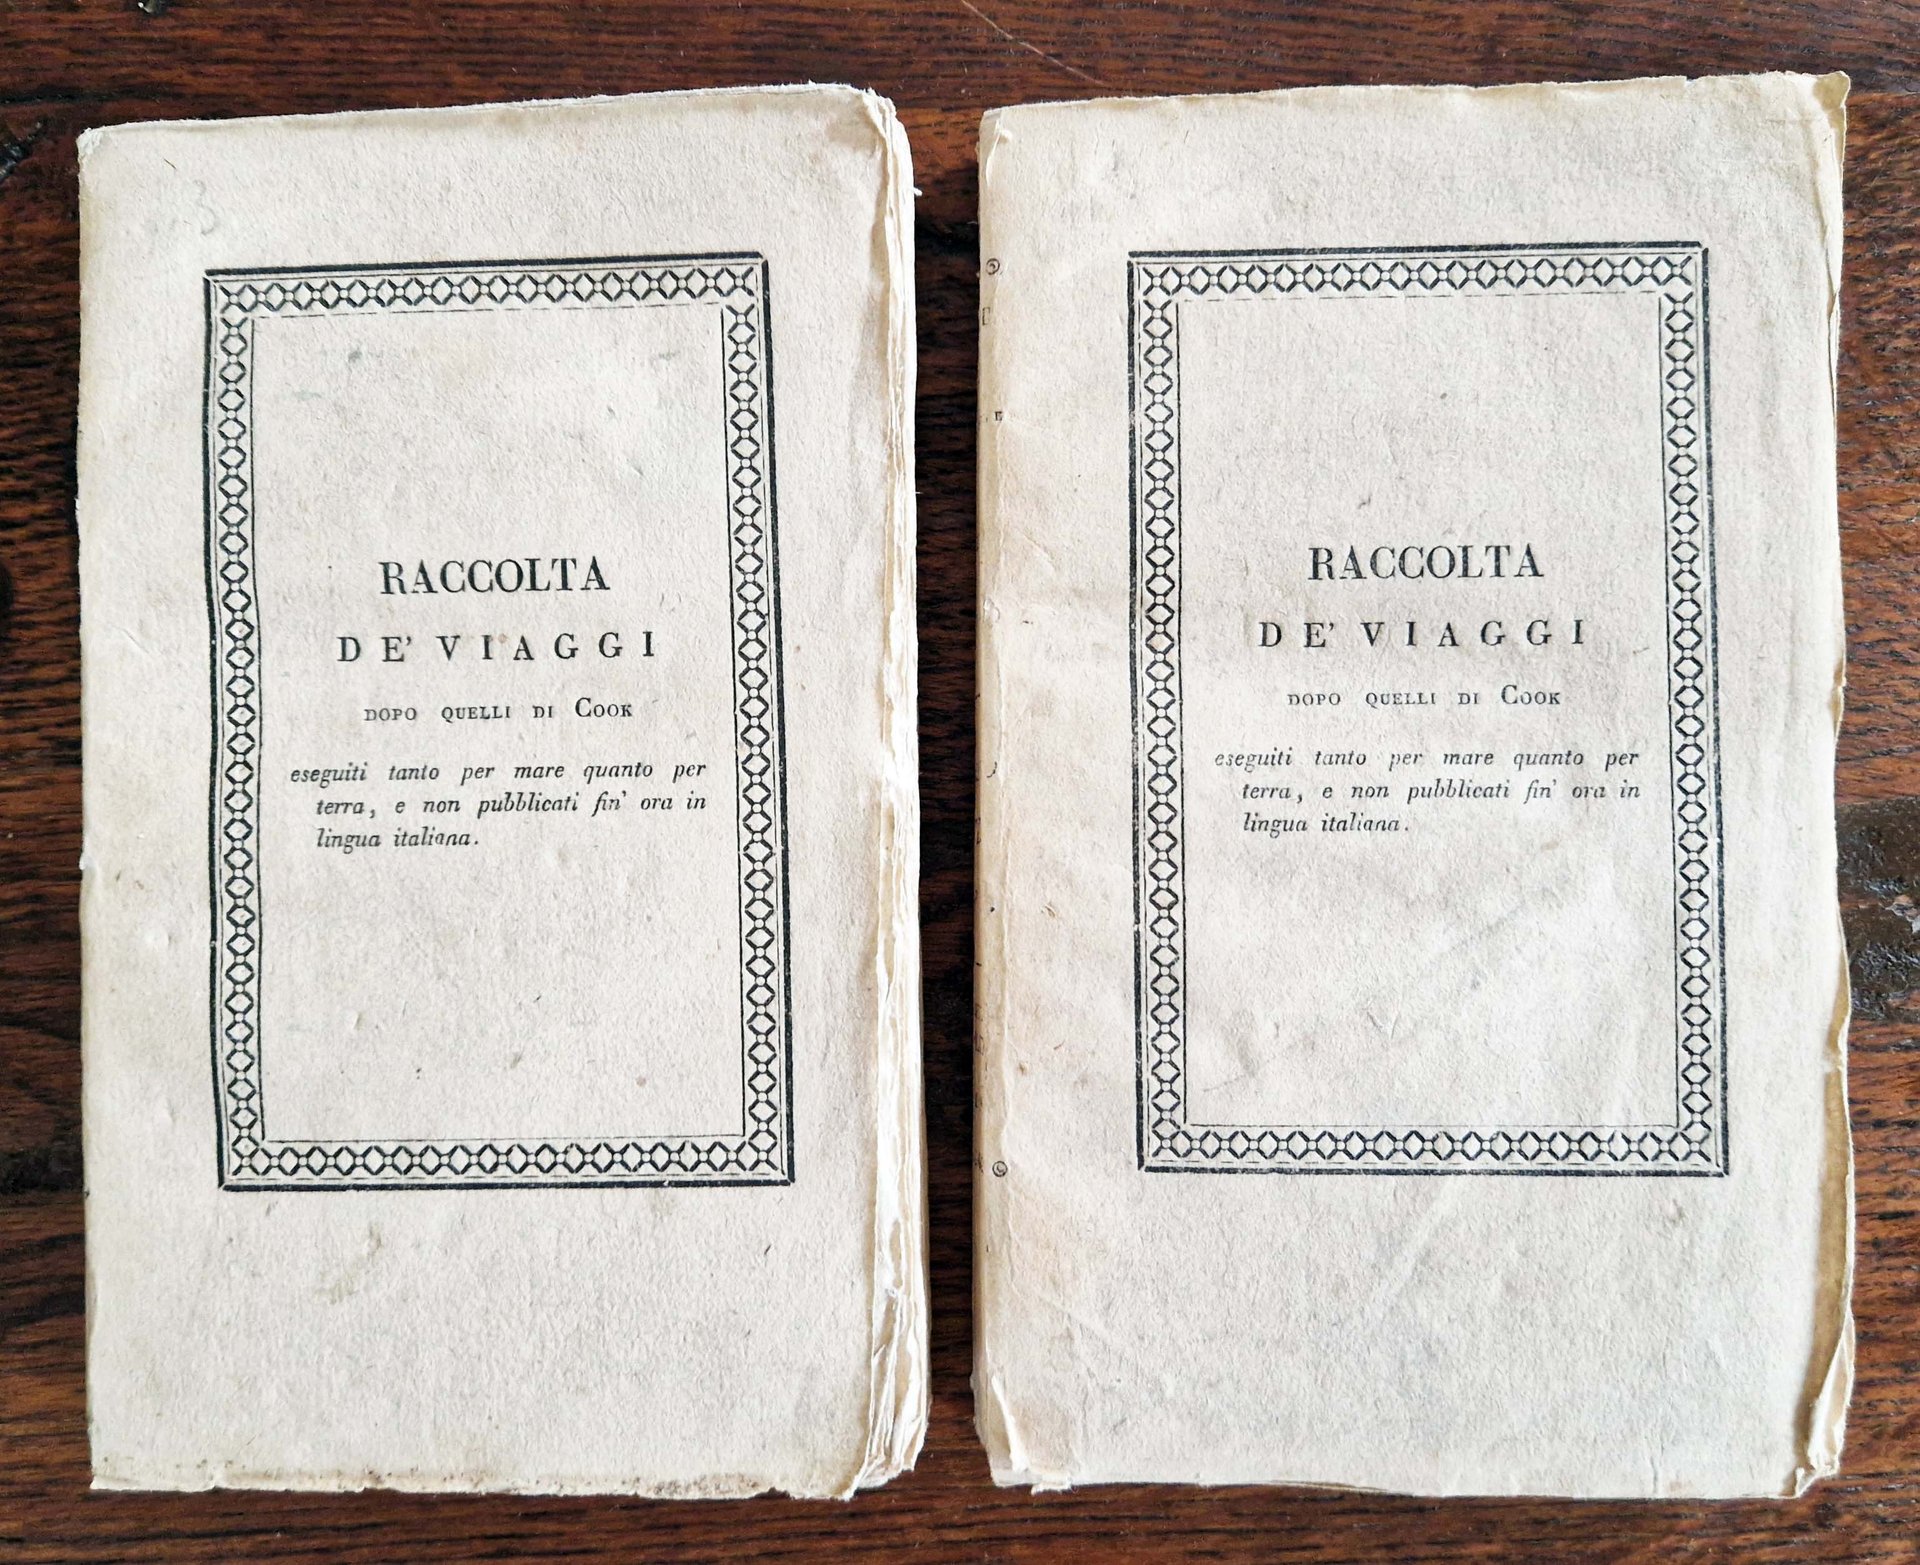 3
RACCOLTA
DE' VIAGGI
DOPO QUELLI DI COOK
eseguiti tanto per mare quanto per
terra, e non pubblicati fin' ora in
lingua italiana.
RACCOLTA
DE' VIAGGI
DOPO QUELLI DI COOK
eseguiti tanto per mare quanto per
terra, e non pubblicati fin' ora in
lingua italiana.